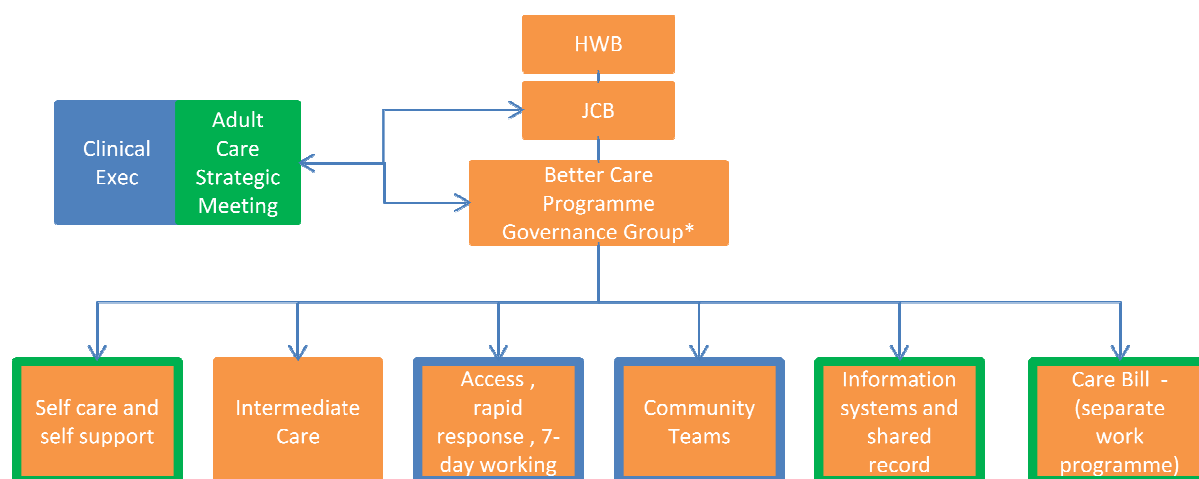 HWB
JCB
Clinical
Exec
Adult
Care
Strategic
Meeting
Better Care
Programme
Governance Group*
Self care and
self support
Intermediate
Care
Access , 
rapid
response , 7-
day working
Community
Teams
Information
systems and
shared
record
Care Bill  -
(separate
work
programme)